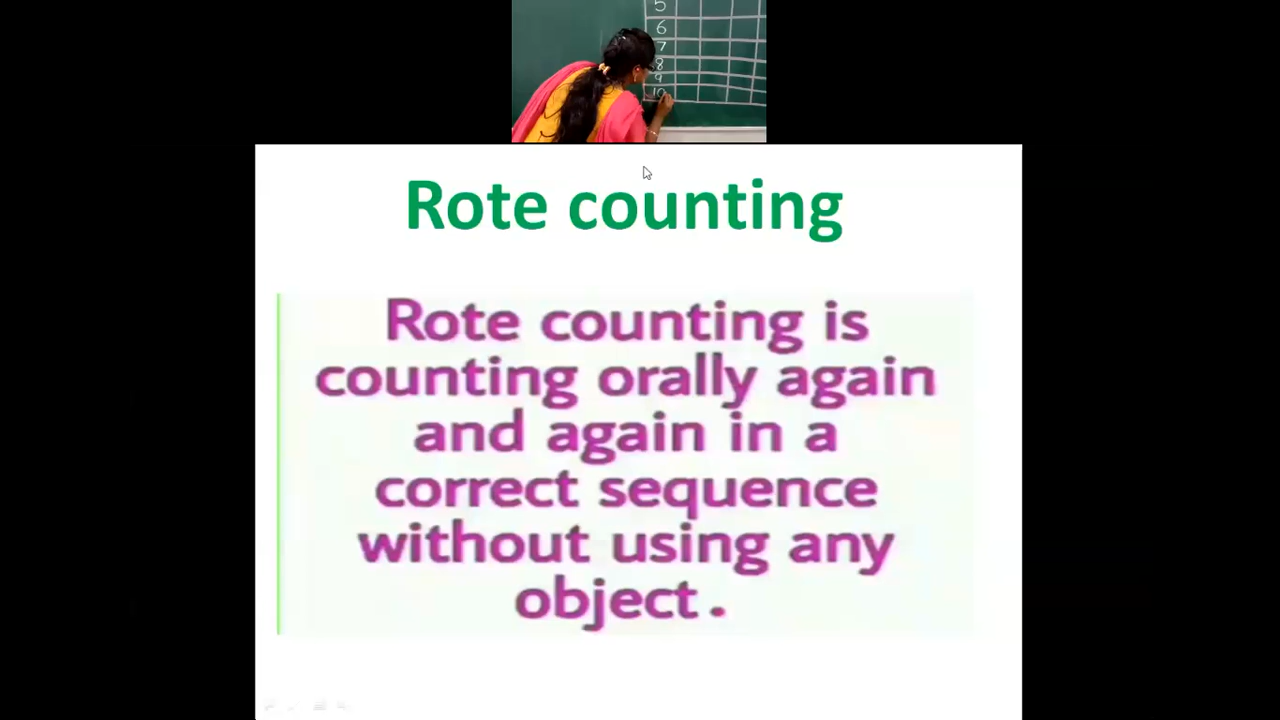 5
6
7
8
9
10
Rote counting
Rote counting is
counting orally again
and again in a
correct sequence
without using any
object.